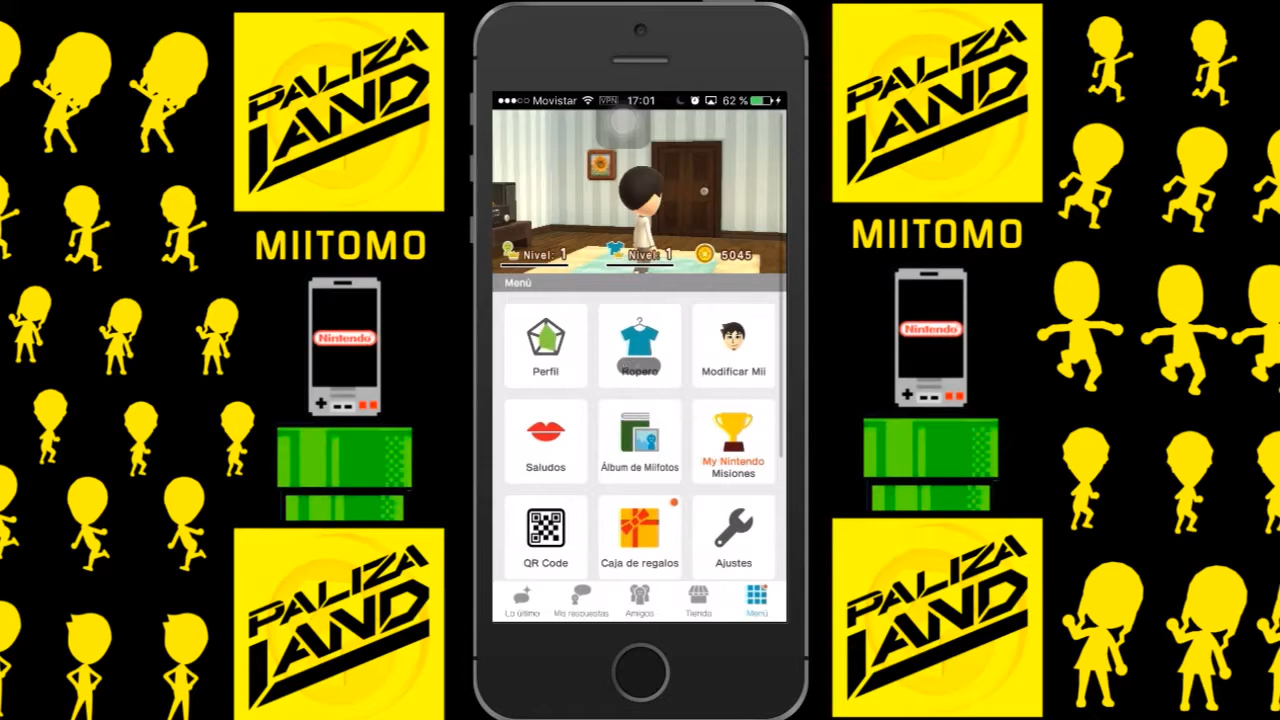 PALIZA
LAND
MIITOMO
Nintendo
PALIZA
LAND
Movistar VPN 17:01 62 %
Nivel: 1 Nivel: 1 5045
Menú
Perfil Ropero Modificar Mii
Saludos Álbum de Miifotos My Nintendo
Misiones
QR Code Caja de regalos Ajustes
Lo último Mis respuestas Amigos Tienda Menú
PALIZA
LAND
MIITOMO
Nintendo
PALIZA
LAND